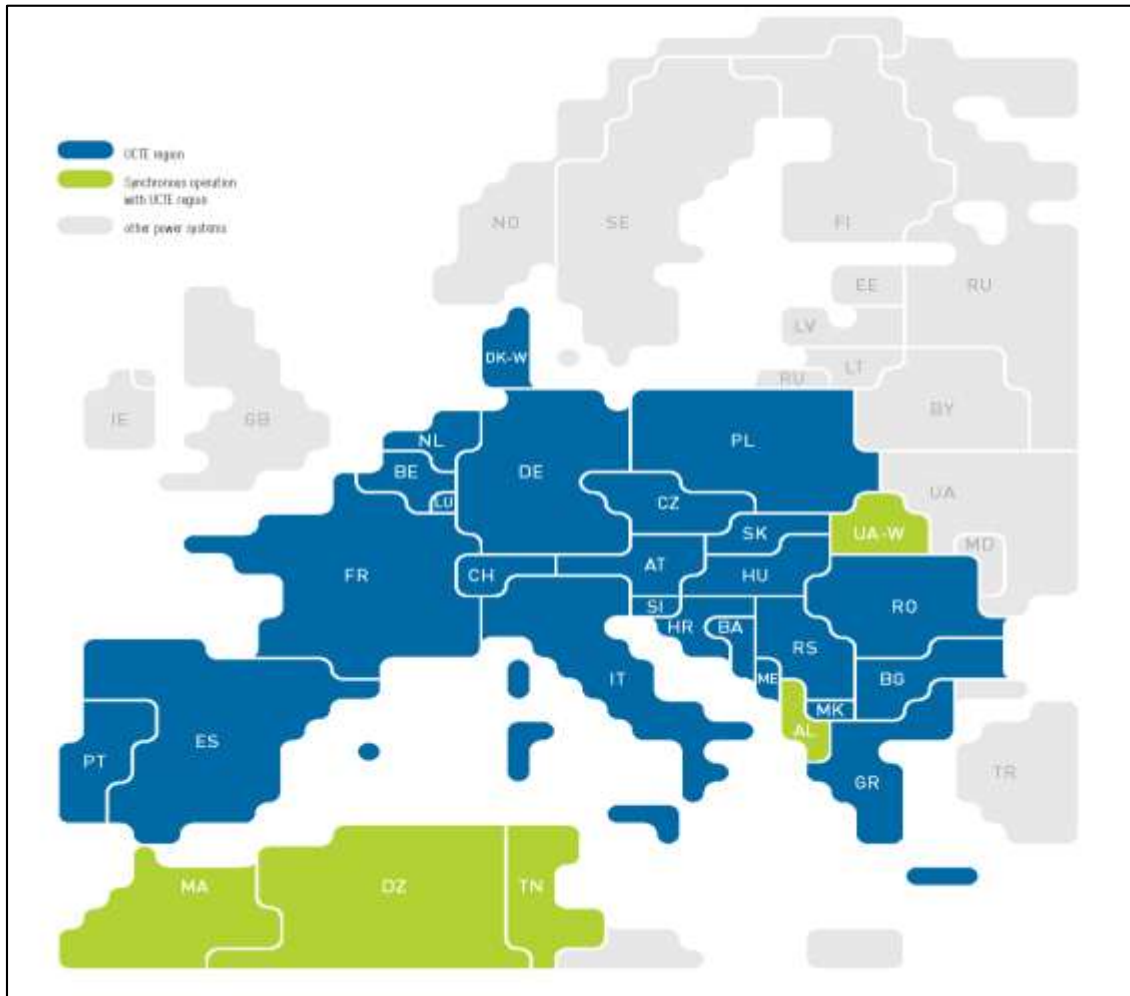 UCTE region
Synchronous operation
with UCTE region
other power systems
NO
SE
FI
RU
EE
LV
LT
RU
BY
DK-W
IE
GB
NL
BE
LU
DE
PL
CZ
UA
SK
UA-W
MD
FR
CH
AT
HU
SI
HR
BA
RO
RS
IT
ME
BG
MK
AL
ES
PT
GR
TR
MA
DZ
TN